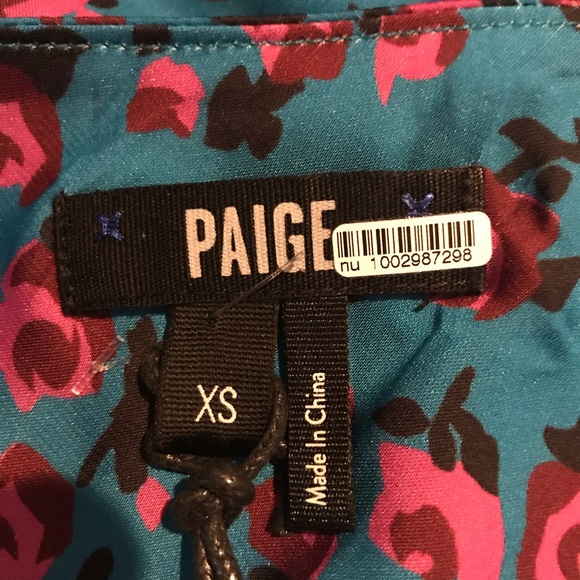 PAIGE
nu 1002987298
XS
Made In China